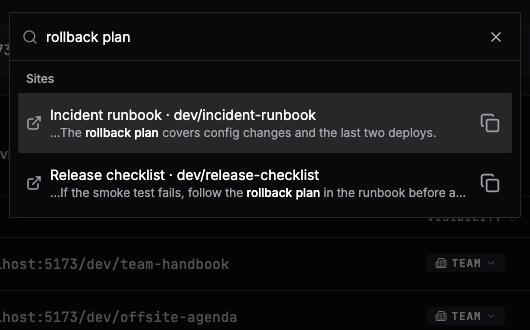 rollback plan
Sites
Incident runbook · dev/incident-runbook
...The rollback plan covers config changes and the last two deploys.
Release checklist · dev/release-checklist
...If the smoke test fails, follow the rollback plan in the runbook before a...
VISIBILITY
host:5173/dev/team-handbook TEAM
host:5173/dev/offsite-agenda TEAM